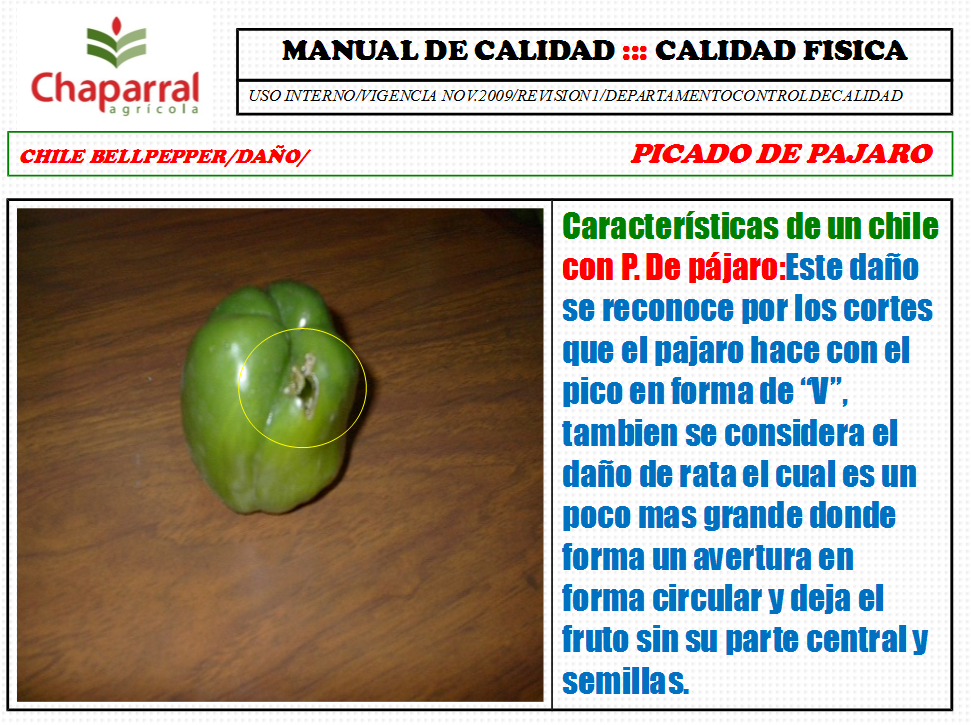 Chaparral
agrícola
MANUAL DE CALIDAD ::: CALIDAD FISICA
USO INTERNO/VIGENCIA NOV.2009/REVISION1/DEPARTAMENTOCONTROLDECALIDAD
CHILE BELLPEPPER/DAÑO/
PICADO DE PAJARO
Características de un chile
con P. De pájaro:Este daño
se reconoce por los cortes
que el pajaro hace con el
pico en forma de “V”,
tambien se considera el
daño de rata el cual es un
poco mas grande donde
forma un avertura en
forma circular y deja el
fruto sin su parte central y
semillas.